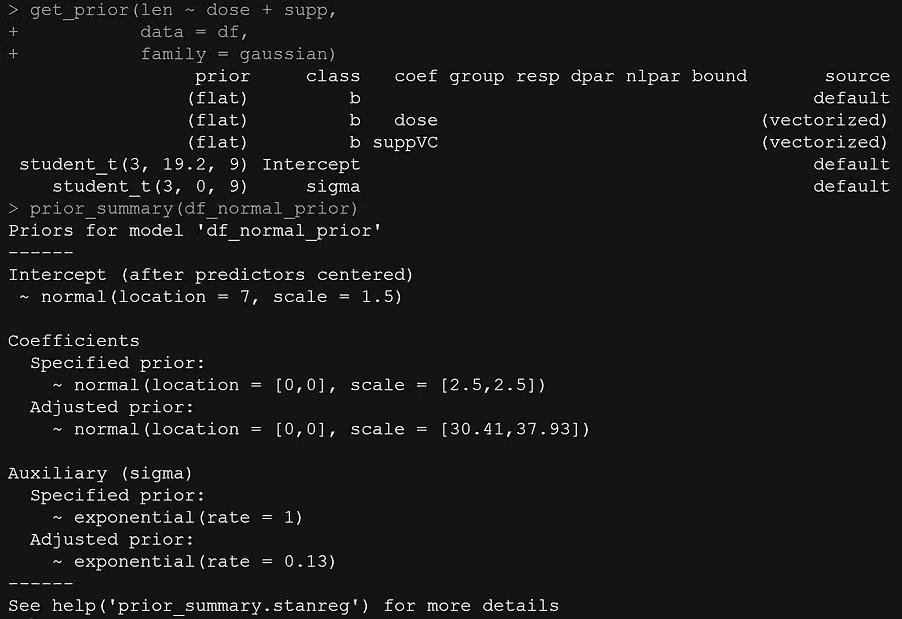 > get_prior(len ~ dose + supp,
+           data = df,
+           family = gaussian)
                 prior     class   coef group resp dpar nlpar bound       source
                (flat)         b                                         default
                (flat)         b   dose                             (vectorized)
                (flat)         b suppVC                             (vectorized)
 student_t(3, 19.2, 9) Intercept                                         default
    student_t(3, 0, 9)     sigma                                         default
> prior_summary(df_normal_prior)
Priors for model 'df_normal_prior'
------
Intercept (after predictors centered)
 ~ normal(location = 7, scale = 1.5)

Coefficients
  Specified prior:
    ~ normal(location = [0,0], scale = [2.5,2.5])
  Adjusted prior:
    ~ normal(location = [0,0], scale = [30.41,37.93])

Auxiliary (sigma)
  Specified prior:
    ~ exponential(rate = 1)
  Adjusted prior:
    ~ exponential(rate = 0.13)
------
See help('prior_summary.stanreg') for more details